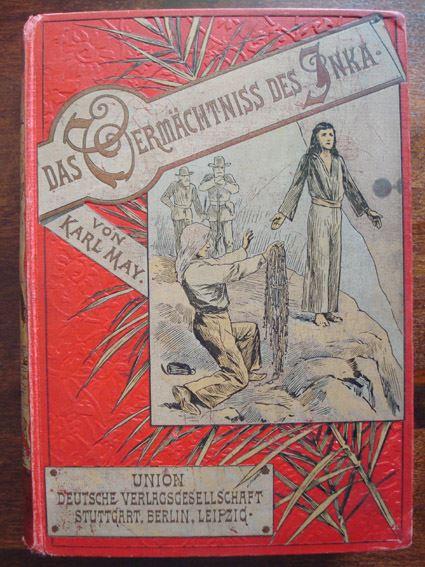 DAS VERMÄCHTNISS DES INKA.
VON
KARL MAY.
UNION
DEUTSCHE VERLAGSGESELLSCHAFT
STUTTGART, BERLIN, LEIPZIG.